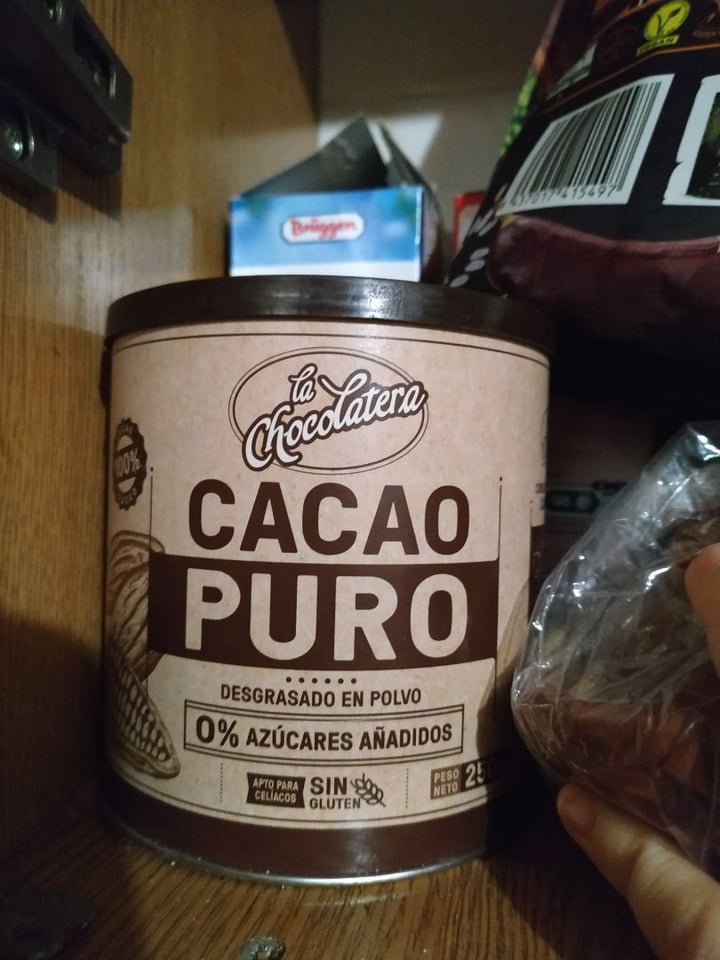 VEGAN
Brüggen
la
Chocolatera
100%
CACAO
PURO
DESGRASADO EN POLVO
0% AZÚCARES AÑADIDOS
APTO PARA
CELÍACOS
SIN
GLUTEN
PESO
NETO